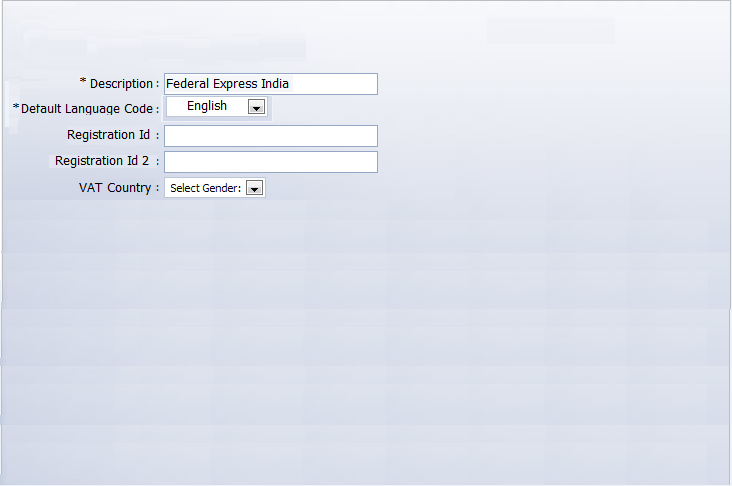 * Description : Federal Express India
*Default Language Code : English
Registration Id :
Registration Id 2 :
VAT Country : Select Gender: